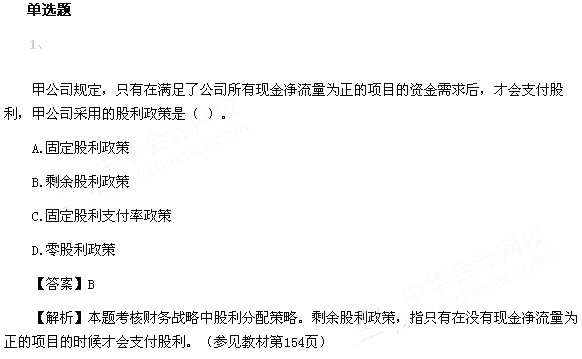 单选题
1、
甲公司规定，只有在满足了公司所有现金净流量为正的项目的资金需求后，才会支付股
利，甲公司采用的股利政策是（ ）。
A.固定股利政策
B.剩余股利政策
C.固定股利支付率政策
D.零股利政策
【答案】B
【解析】本题考核财务战略中股利分配策略。剩余股利政策，指只有在没有现金净流量为
正的项目的时候才会支付股利。（参见教材第154页）